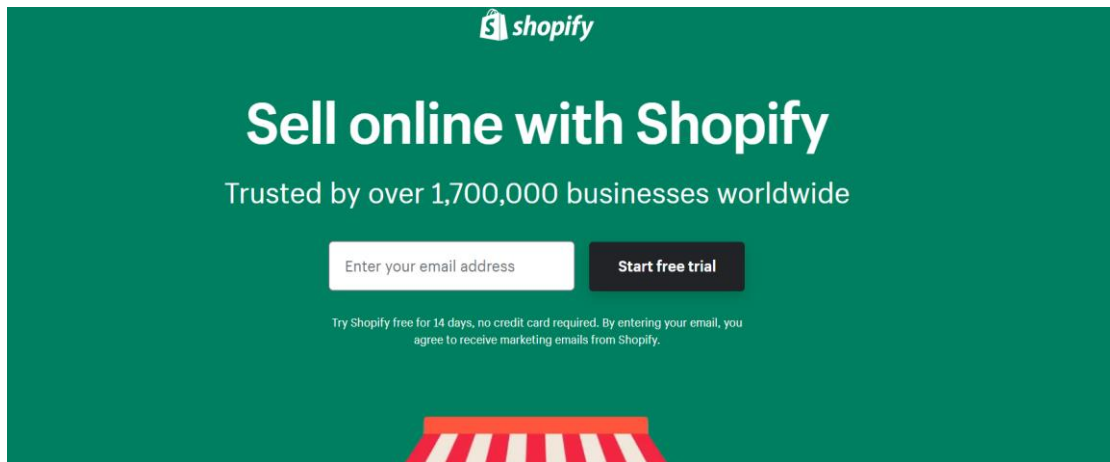 shopify
Sell online with Shopify
Trusted by over 1,700,000 businesses worldwide
Enter your email address
Start free trial
Try Shopify free for 14 days, no credit card required. By entering your email, you
agree to receive marketing emails from Shopify.